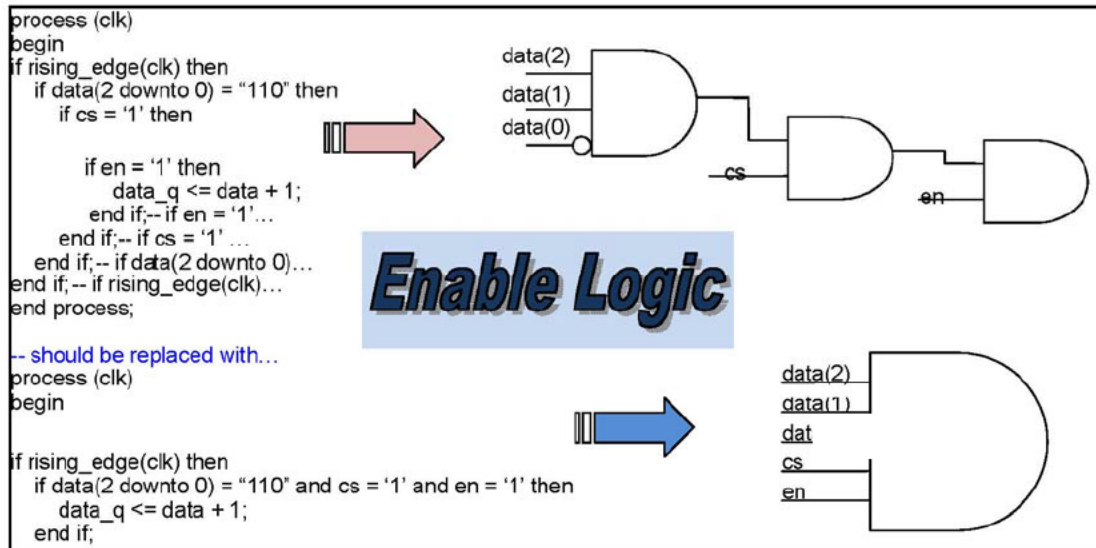 process (clk)
begin
if rising_edge(clk) then
if data(2 downto 0) = “110” then
if cs = ‘1’ then
if en = ‘1’ then
data_q <= data + 1;
end if;-- if en = ‘1’…
end if;-- if cs = ‘1’ …
end if;-- if data(2 downto 0)…
end if;-- if rising_edge(clk)…
end process;
data(2)
data(1)
data(0)
cs
en
Enable Logic
-- should be replaced with…
process (clk)
begin
if rising_edge(clk) then
if data(2 downto 0) = “110” and cs = ‘1’ and en = ‘1’ then
data_q <= data + 1;
end if;
data(2)
data(1)
dat
cs
en